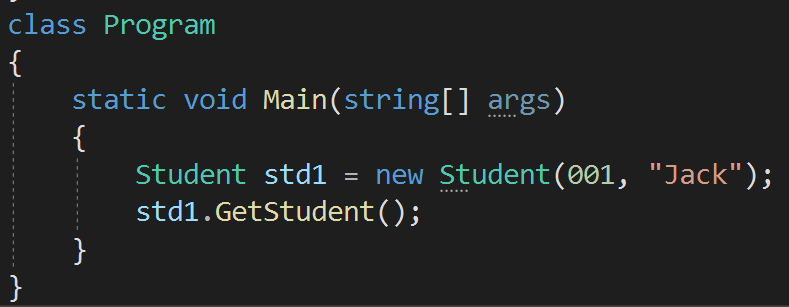 class Program
{
static void Main(string[] args)
{
Student std1 = new Student(001, "Jack");
std1.GetStudent();
}
}